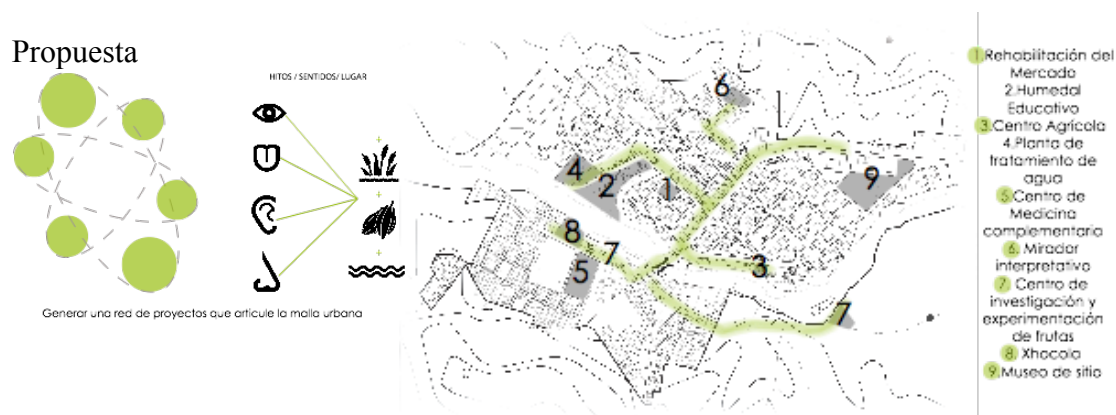 Propuesta
HITOS / SENTIDOS/ LUGAR
+
+
+
Generar una red de proyectos que articule la malla urbana
6
4
2
1
9
8
7
5
3
7
1.Rehabilitación del
Mercado
2.Humedal
Educativo
3.Centro Agrícola
4.Planta de
tratamiento de
agua
5.Centro de
Medicina
complementaria
6. Mirador
interpretativo
7. Centro de
investigación y
experimentación
de frutas
8. Xhocola
9.Museo de sitio